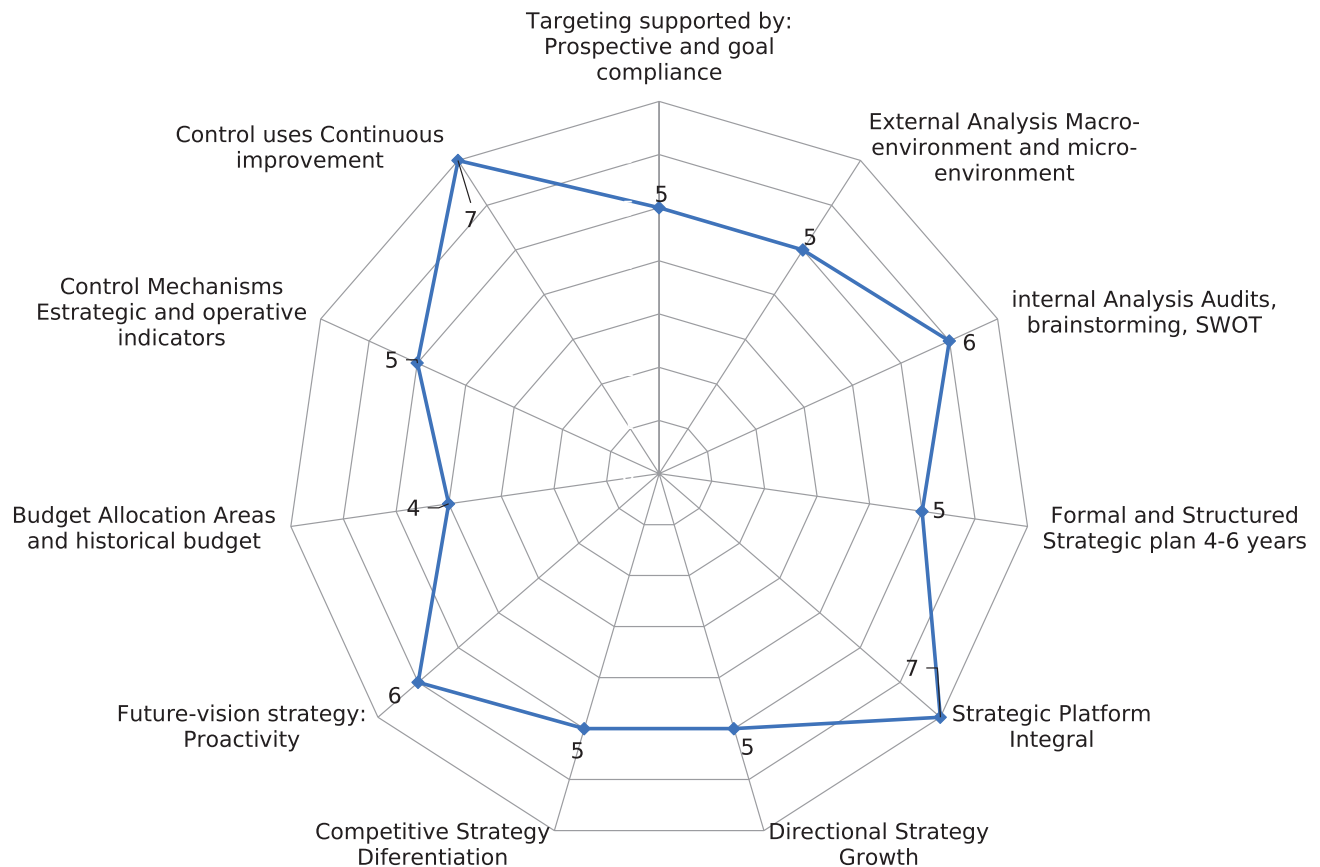 Targeting supported by:
Prospective and goal
compliance
External Analysis Macro-
environment and micro-
environment
internal Analysis Audits,
brainstorming, SWOT
Formal and Structured
Strategic plan 4-6 years
Strategic Platform
Integral
Directional Strategy
Growth
Competitive Strategy
Diferentiation
Future-vision strategy:
Proactivity
Budget Allocation Areas
and historical budget
Control Mechanisms
Estrategic and operative
indicators
Control uses Continuous
improvement
5
5
6
5
7
5
5
6
4
5
7